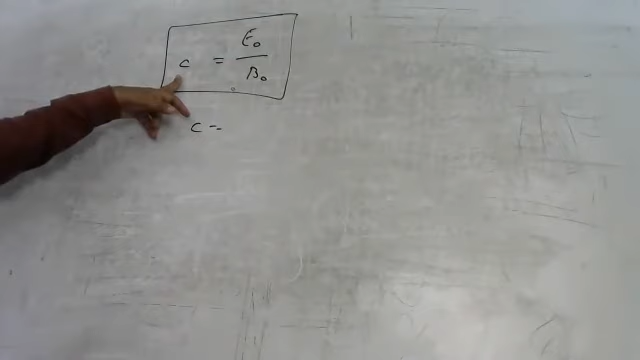 c = E₀/B₀
c =